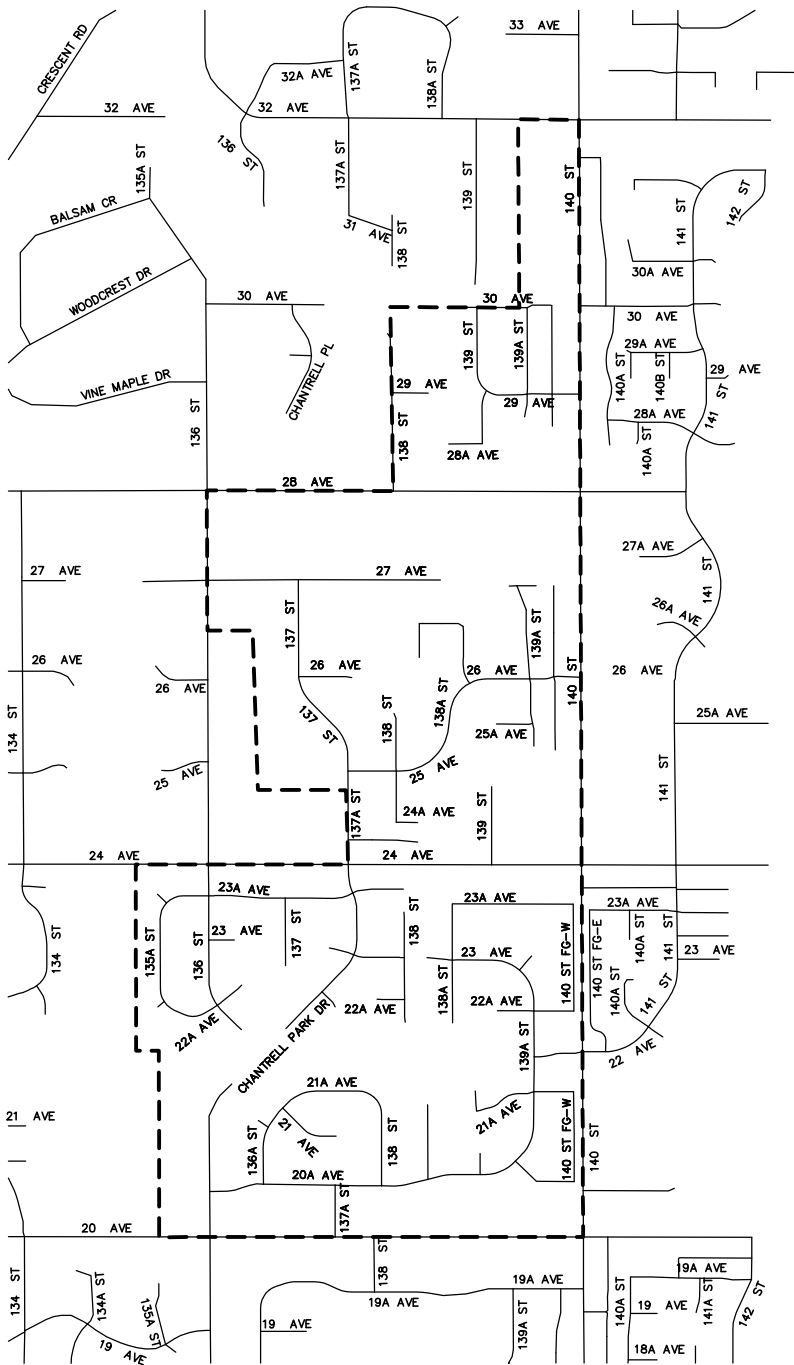 33 AVE
CRESCENT RD
32A AVE
137A ST
138A ST
32 AVE
32 AVE
136 ST
135A ST
137A ST
139 ST
140 ST
141 ST
142 ST
BALSAM CR
31 AVE
138 ST
30A AVE
WOODCREST DR
30 AVE
30 AVE
30 AVE
139 ST
139A ST
29A AVE
CHANTRELL PL
140A ST
140B ST
29 AVE
VINE MAPLE DR
29 AVE
29 AVE
141 ST
136 ST
138 ST
28A AVE
28A AVE
140A ST
28 AVE
27A AVE
141 ST
27 AVE
27 AVE
137 ST
139A ST
26A AVE
26 AVE
26 AVE
26 AVE
26 AVE
26 AVE
140 ST
134 ST
137 ST
138 ST
138A ST
25A AVE
25A AVE
25 AVE
25 AVE
141 ST
137A ST
24A AVE
139 ST
24 AVE
24 AVE
23A AVE
23A AVE
23A AVE
134 ST
135A ST
136 ST
23 AVE
137 ST
138 ST
23 AVE
140 ST FG-W
140 ST FG-E
140A ST
141 ST
23 AVE
138A ST
22A AVE
22A AVE
22A AVE
140A ST
141 ST
CHANTRELL PARK DR
139A ST
22 AVE
21A AVE
21 AVE
21 AVE
136A ST
138 ST
21A AVE
140 ST FG-W
140 ST
20A AVE
137A ST
20 AVE
138 ST
19A AVE
134 ST
134A ST
135A ST
19A AVE
19A AVE
140A ST
141A ST
142 ST
19 AVE
19 AVE
19 AVE
139A ST
18A AVE